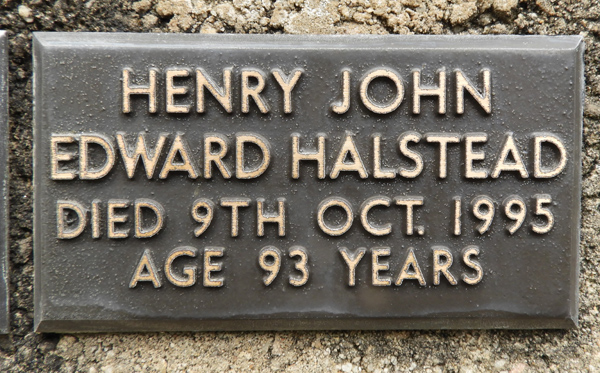 HENRY JOHN
EDWARD HALSTEAD
DIED 9TH OCT. 1995
AGE 93 YEARS